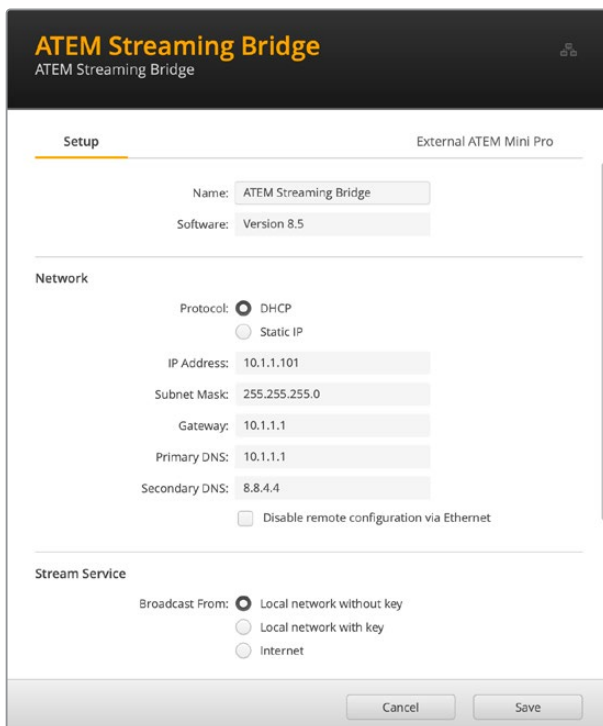 ATEM Streaming Bridge
ATEM Streaming Bridge
Setup External ATEM Mini Pro
Name: ATEM Streaming Bridge
Software: Version 8.5
Network
Protocol: DHCP
Static IP
IP Address: 10.1.1.101
Subnet Mask: 255.255.255.0
Gateway: 10.1.1.1
Primary DNS: 10.1.1.1
Secondary DNS: 8.8.4.4
Disable remote configuration via Ethernet
Stream Service
Broadcast From: Local network without key
Local network with key
Internet
Cancel Save